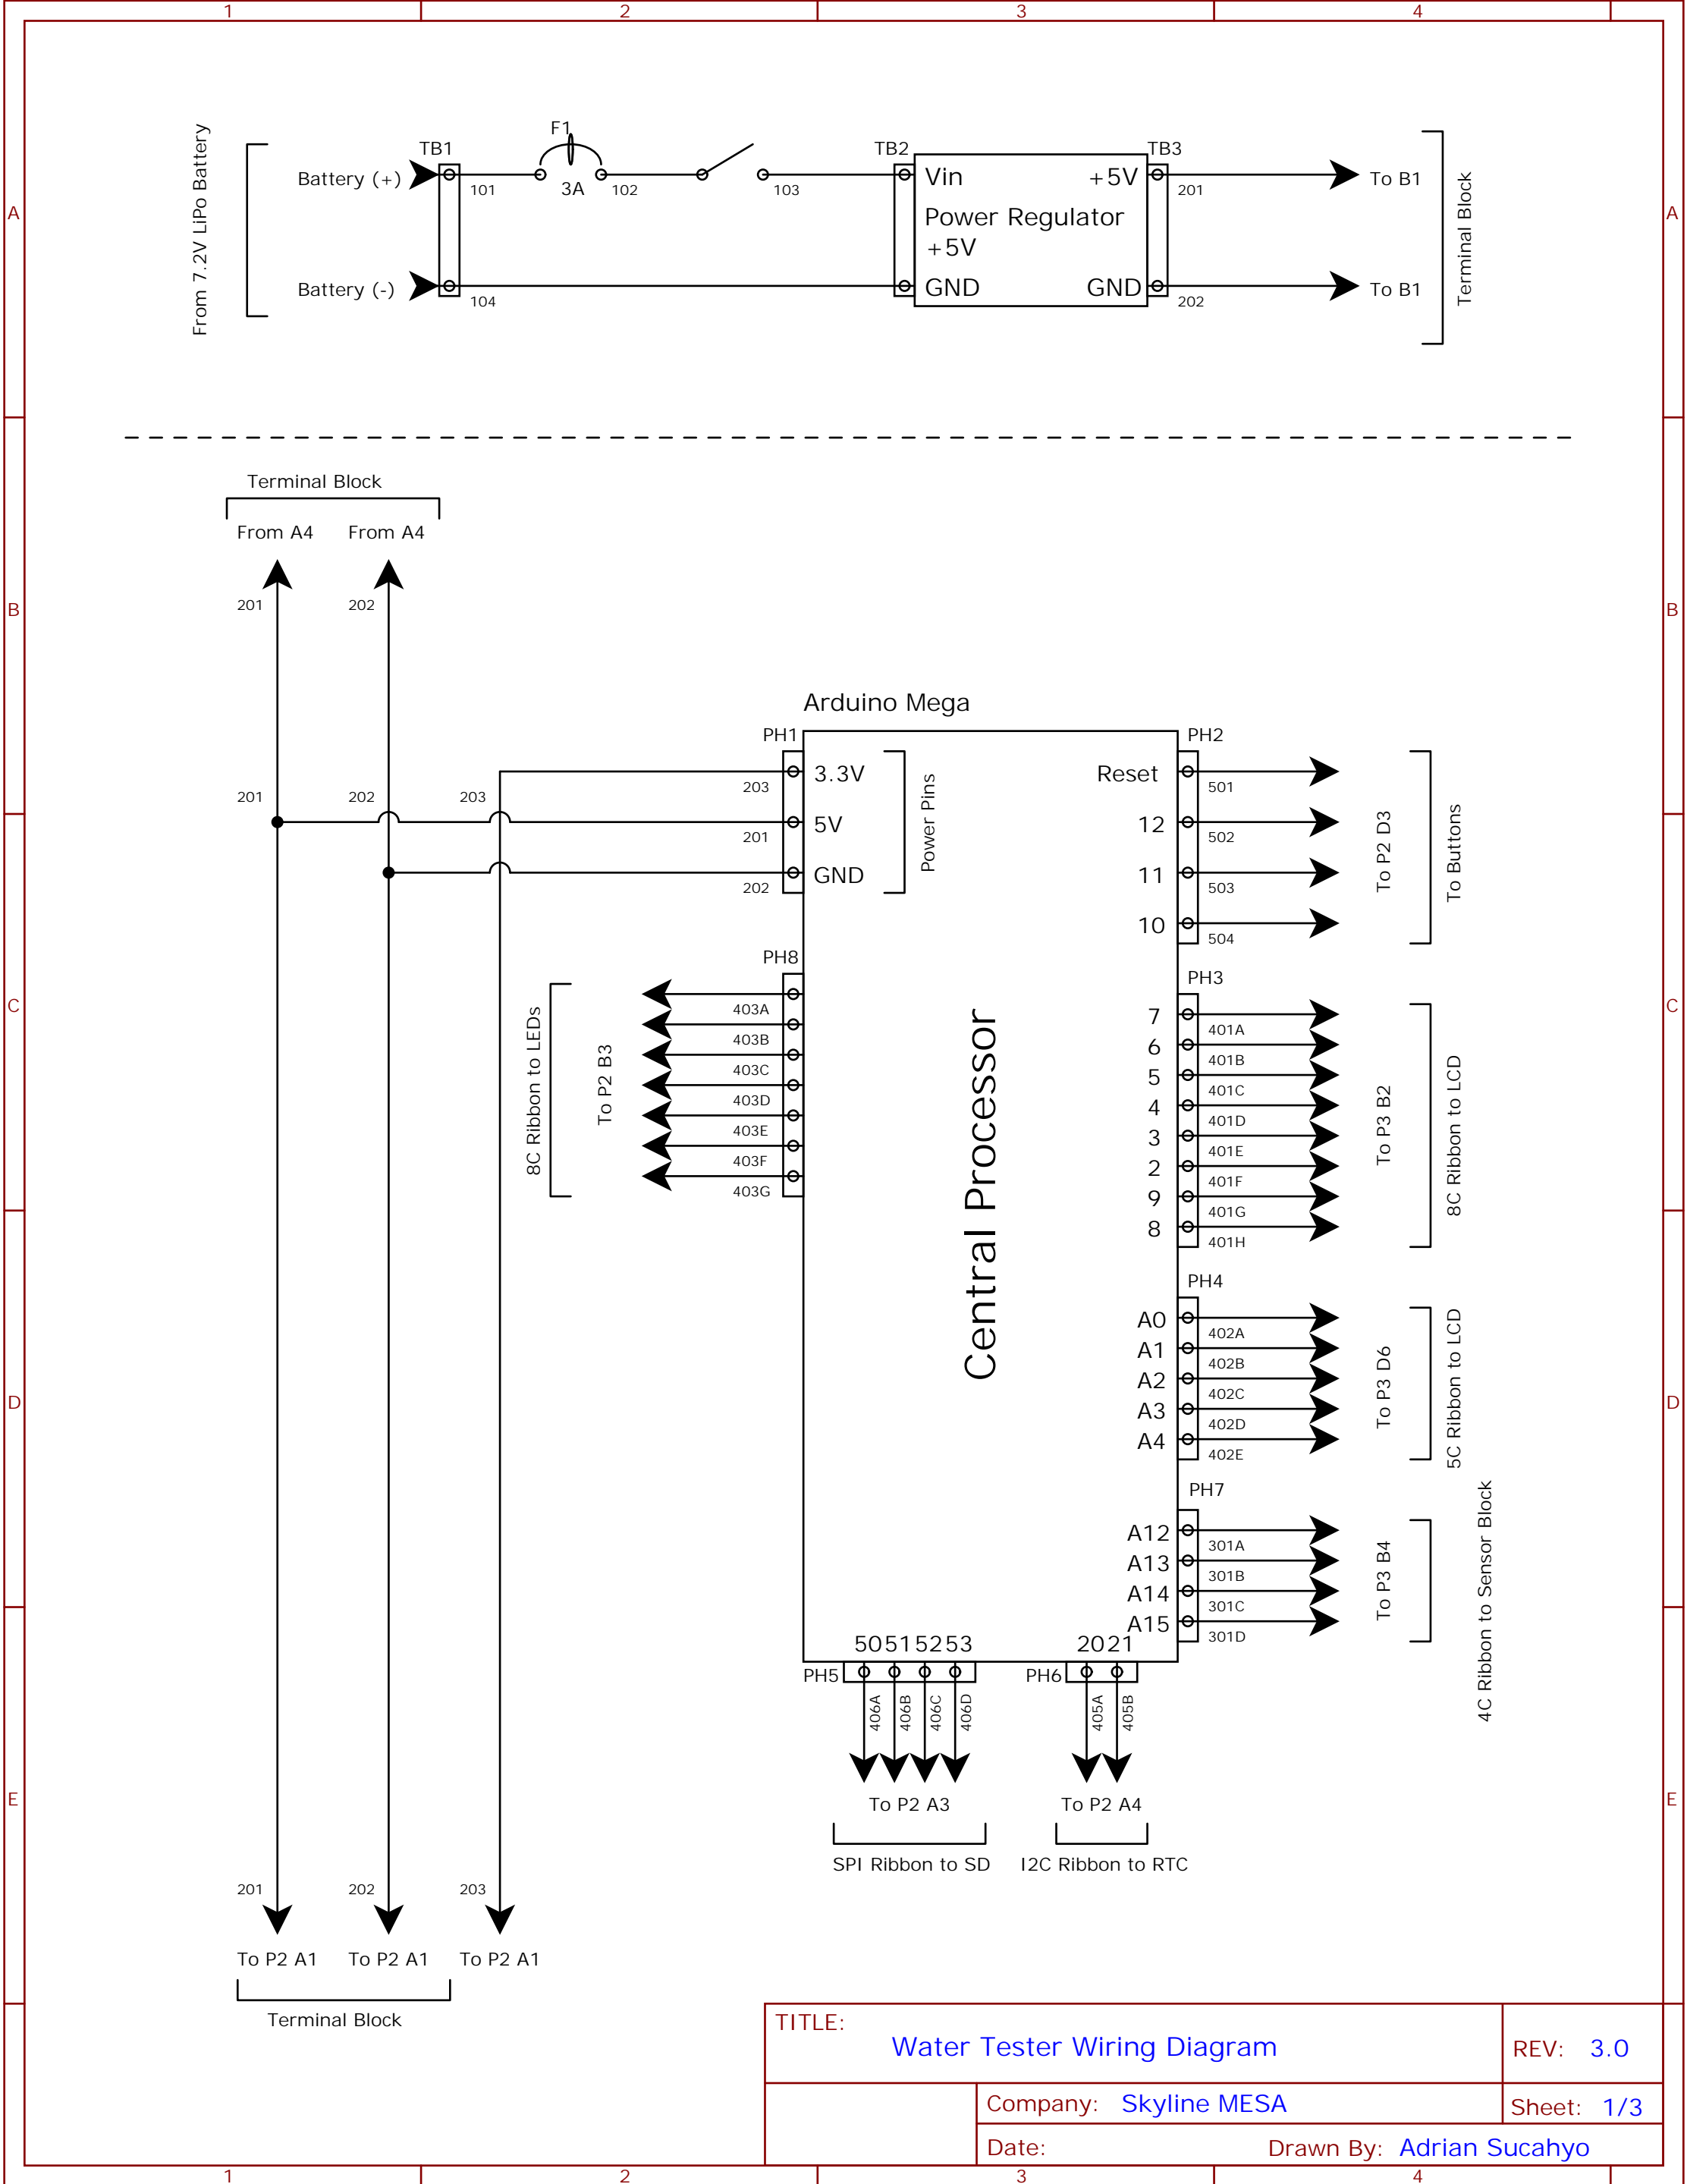 1 2 3 4
A A
B B
C C
D D
E E
From 7.2V LiPo Battery
Battery (+)
Battery (-)
TB1
101
104
F1
3A
102
103
TB2
Vin +5V
Power Regulator
+5V
GND GND
TB3
201
202
To B1
To B1
Terminal Block
Terminal Block
From A4 From A4
201 202
201 202 203
Arduino Mega
PH1
203
201
202
3.3V
5V
GND
Power Pins
PH8
403A
403B
403C
403D
403E
403F
403G
To P2 B3
8C Ribbon to LEDs
Central Processor
PH2
Reset 501
12 502
11 503
10 504
To P2 D3
To Buttons
PH3
7 401A
6 401B
5 401C
4 401D
3 401E
2 401F
9 401G
8 401H
To P3 B2
8C Ribbon to LCD
PH4
A0 402A
A1 402B
A2 402C
A3 402D
A4 402E
To P3 D6
5C Ribbon to LCD
PH7
A12 301A
A13 301B
A14 301C
A15 301D
To P3 B4
4C Ribbon to Sensor Block
50 51 52 53
PH5
406A
406B
406C
406D
To P2 A3
SPI Ribbon to SD
20 21
PH6
405A
405B
To P2 A4
I2C Ribbon to RTC
201 202 203
To P2 A1 To P2 A1 To P2 A1
Terminal Block
TITLE:
Water Tester Wiring Diagram
REV: 3.0
Company: Skyline MESA
Sheet: 1/3
Date:
Drawn By: Adrian Sucahyo
1 2 3 4